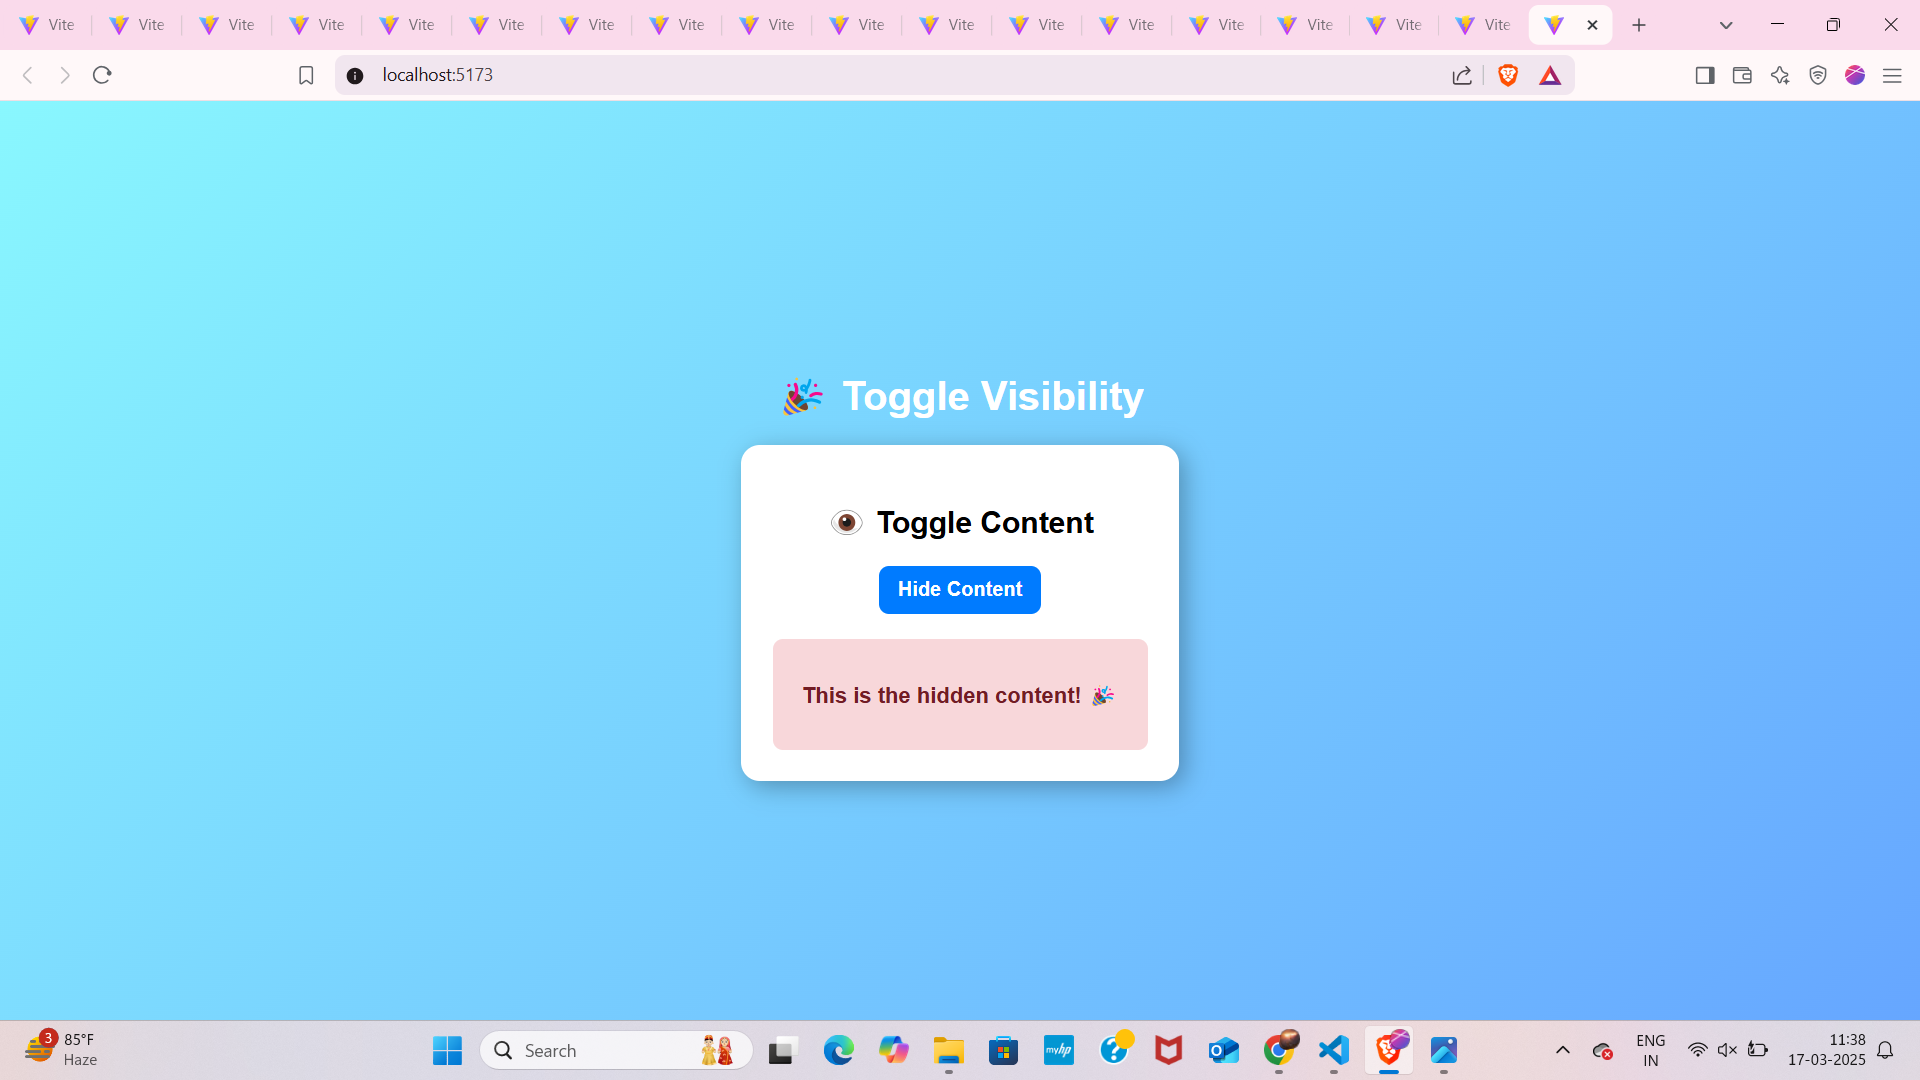 Vite Vite Vite Vite Vite Vite Vite Vite Vite Vite Vite Vite Vite Vite Vite Vite Vite
localhost:5173
🎉 Toggle Visibility
👁️ Toggle Content
Hide Content
This is the hidden content! 🎉
3
85°F
Haze
Search
myhp
ENG
IN
11:38
17-03-2025